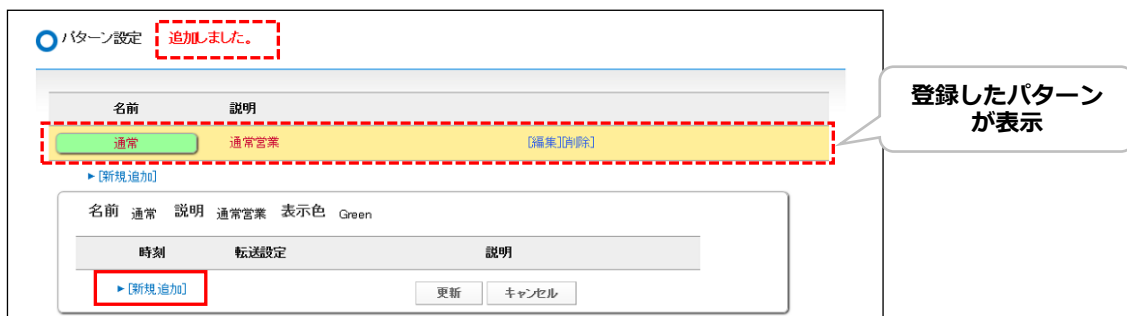 パターン設定 追加しました。
名前 説明
通常 通常営業 [編集][削除]
登録したパターン
が表示
►[新規追加]
名前 通常 説明 通常営業 表示色 Green
時刻 転送設定 説明
►[新規追加] 更新 キャンセル